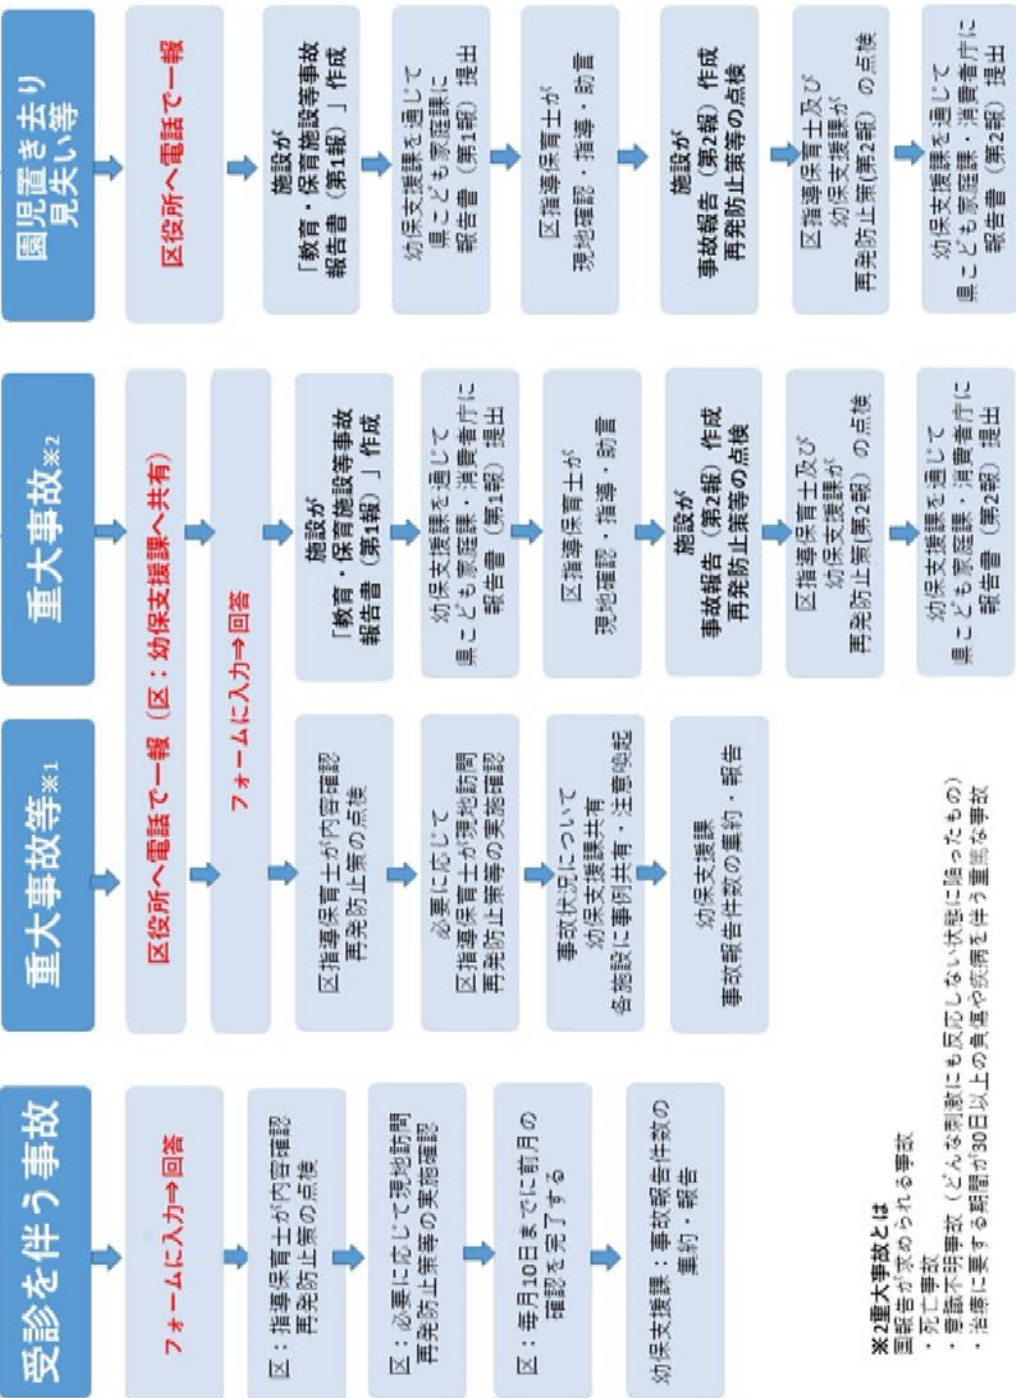 受診を伴う事故
フォームに入力⇒回答
区：指導保育士が内容確認
再発防止策の点検
区：必要に応じて現地訪問
再発防止策等の実施確認
区：毎月10日までに前月の
確認を完了する
幼保支援課：事故報告件数の
集約・報告
重大事故等※1
重大事故※2
区役所へ電話で一報（区：幼保支援課へ共有）
フォームに入力⇒回答
区指導保育士が内容確認
再発防止策の点検
必要に応じて
区指導保育士が現地訪問
再発防止策等の実施確認
事故状況について
幼保支援課共有
各施設に事例共有・注意喚起
幼保支援課
事故報告件数の集約・報告
施設が
「教育・保育施設等事故
報告書（第1報）」作成
幼保支援課を通じて
県こども家庭課・消費者庁に
報告書（第1報）提出
区指導保育士が
現地確認・指導・助言
施設が
事故報告（第2報）作成
再発防止策等の点検
区指導保育士及び
幼保支援課が
再発防止策(第2報）の点検
幼保支援課を通じて
県こども家庭課・消費者庁に
報告書（第2報）提出
園児置き去り
見失い等
区役所へ電話で一報
施設が
「教育・保育施設等事故
報告書（第1報）」作成
幼保支援課を通じて
県こども家庭課に
報告書（第1報）提出
区指導保育士が
現地確認・指導・助言
施設が
事故報告（第2報）作成
再発防止策等の点検
区指導保育士及び
幼保支援課が
再発防止策(第2報）の点検
幼保支援課を通じて
県こども家庭課・消費者庁に
報告書（第2報）提出
※2重大事故とは
国報告が求められる事故
・死亡事故
・意識不明事故（どんな刺激にも反応しない状態に陥ったもの）
・治療に要する期間が30日以上の負傷や疾病を伴う重篤な事故